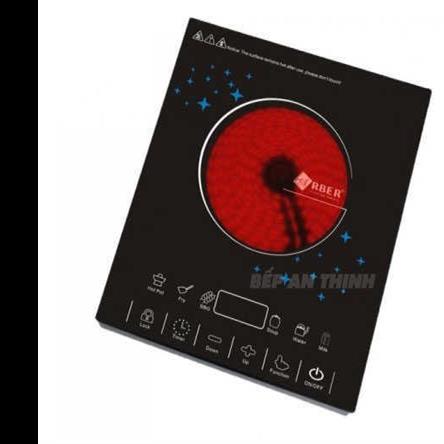 Notice: The surface remains hot after use, please don't touch!
RBER
BẾP AN THỊNH
Hot Pot
Fry
BBQ
Soup
Water
Milk
Lock
Timer
Down
Up
Function
ON/OFF